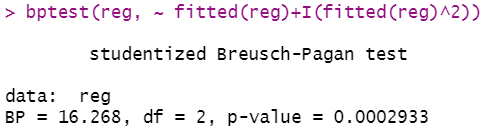 > bptest(reg, ~ fitted(reg)+I(fitted(reg)^2))
studentized Breusch-Pagan test
data:  reg
BP = 16.268, df = 2, p-value = 0.0002933